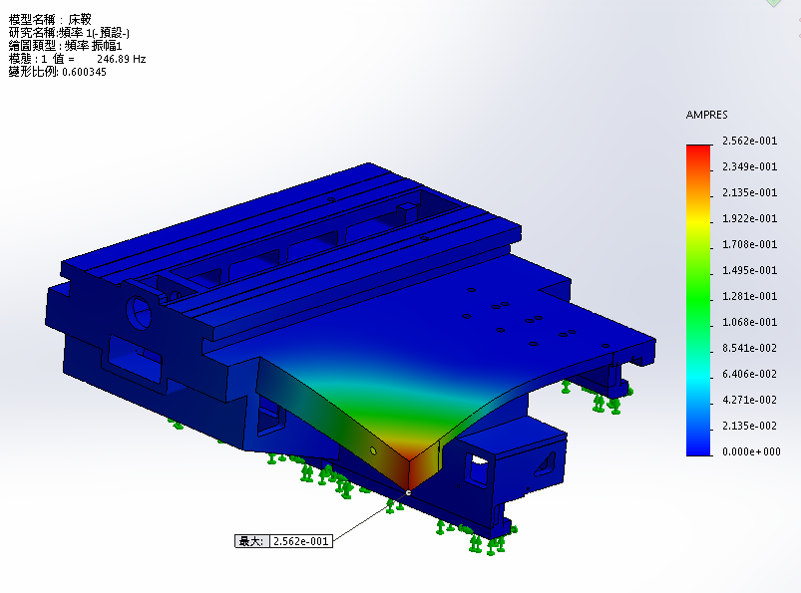 模型名稱：床鞍
研究名稱:頻率 1(-預設-)
繪圖類型：頻率 振幅1
模態：1 值 = 246.89 Hz
變形比例: 0.600345
AMPRES
2.562e-001
2.349e-001
2.135e-001
1.922e-001
1.708e-001
1.495e-001
1.281e-001
1.068e-001
8.541e-002
6.406e-002
4.271e-002
2.135e-002
0.000e+000
最大: 2.562e-001